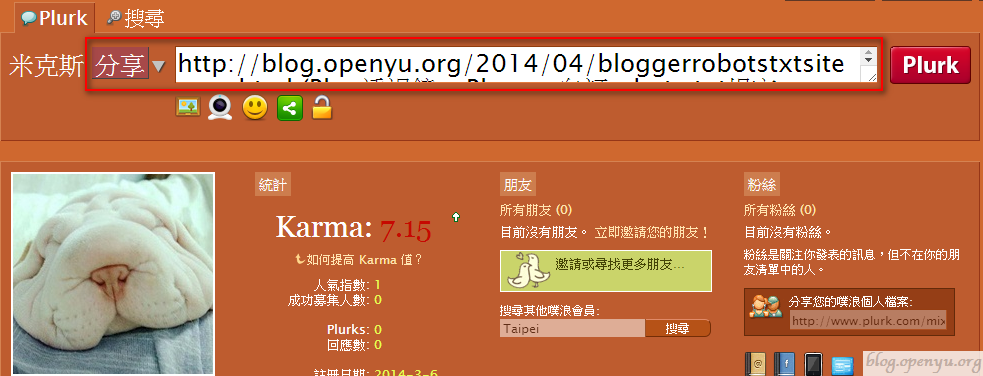 Plurk 搜尋
米克斯 分享 http://blog.openyu.org/2014/04/bloggerrobotstxtsite Plurk
統計
Karma: 7.15
如何提高 Karma 值？
人氣指數: 1
成功募集人數: 0
Plurks: 0
回應數: 0
註冊日期: 2014-3-6
朋友
所有朋友 (0)
目前沒有朋友。 立即邀請您的朋友！
邀請或尋找更多朋友...
搜尋其他噗浪會員:
Taipei 搜尋
粉絲
所有粉絲 (0)
目前沒有粉絲。
粉絲是關注你發表的訊息，但不在你的朋
友清單中的人。
分享您的噗浪個人檔案:
http://www.plurk.com/mix
blog.openyu.org